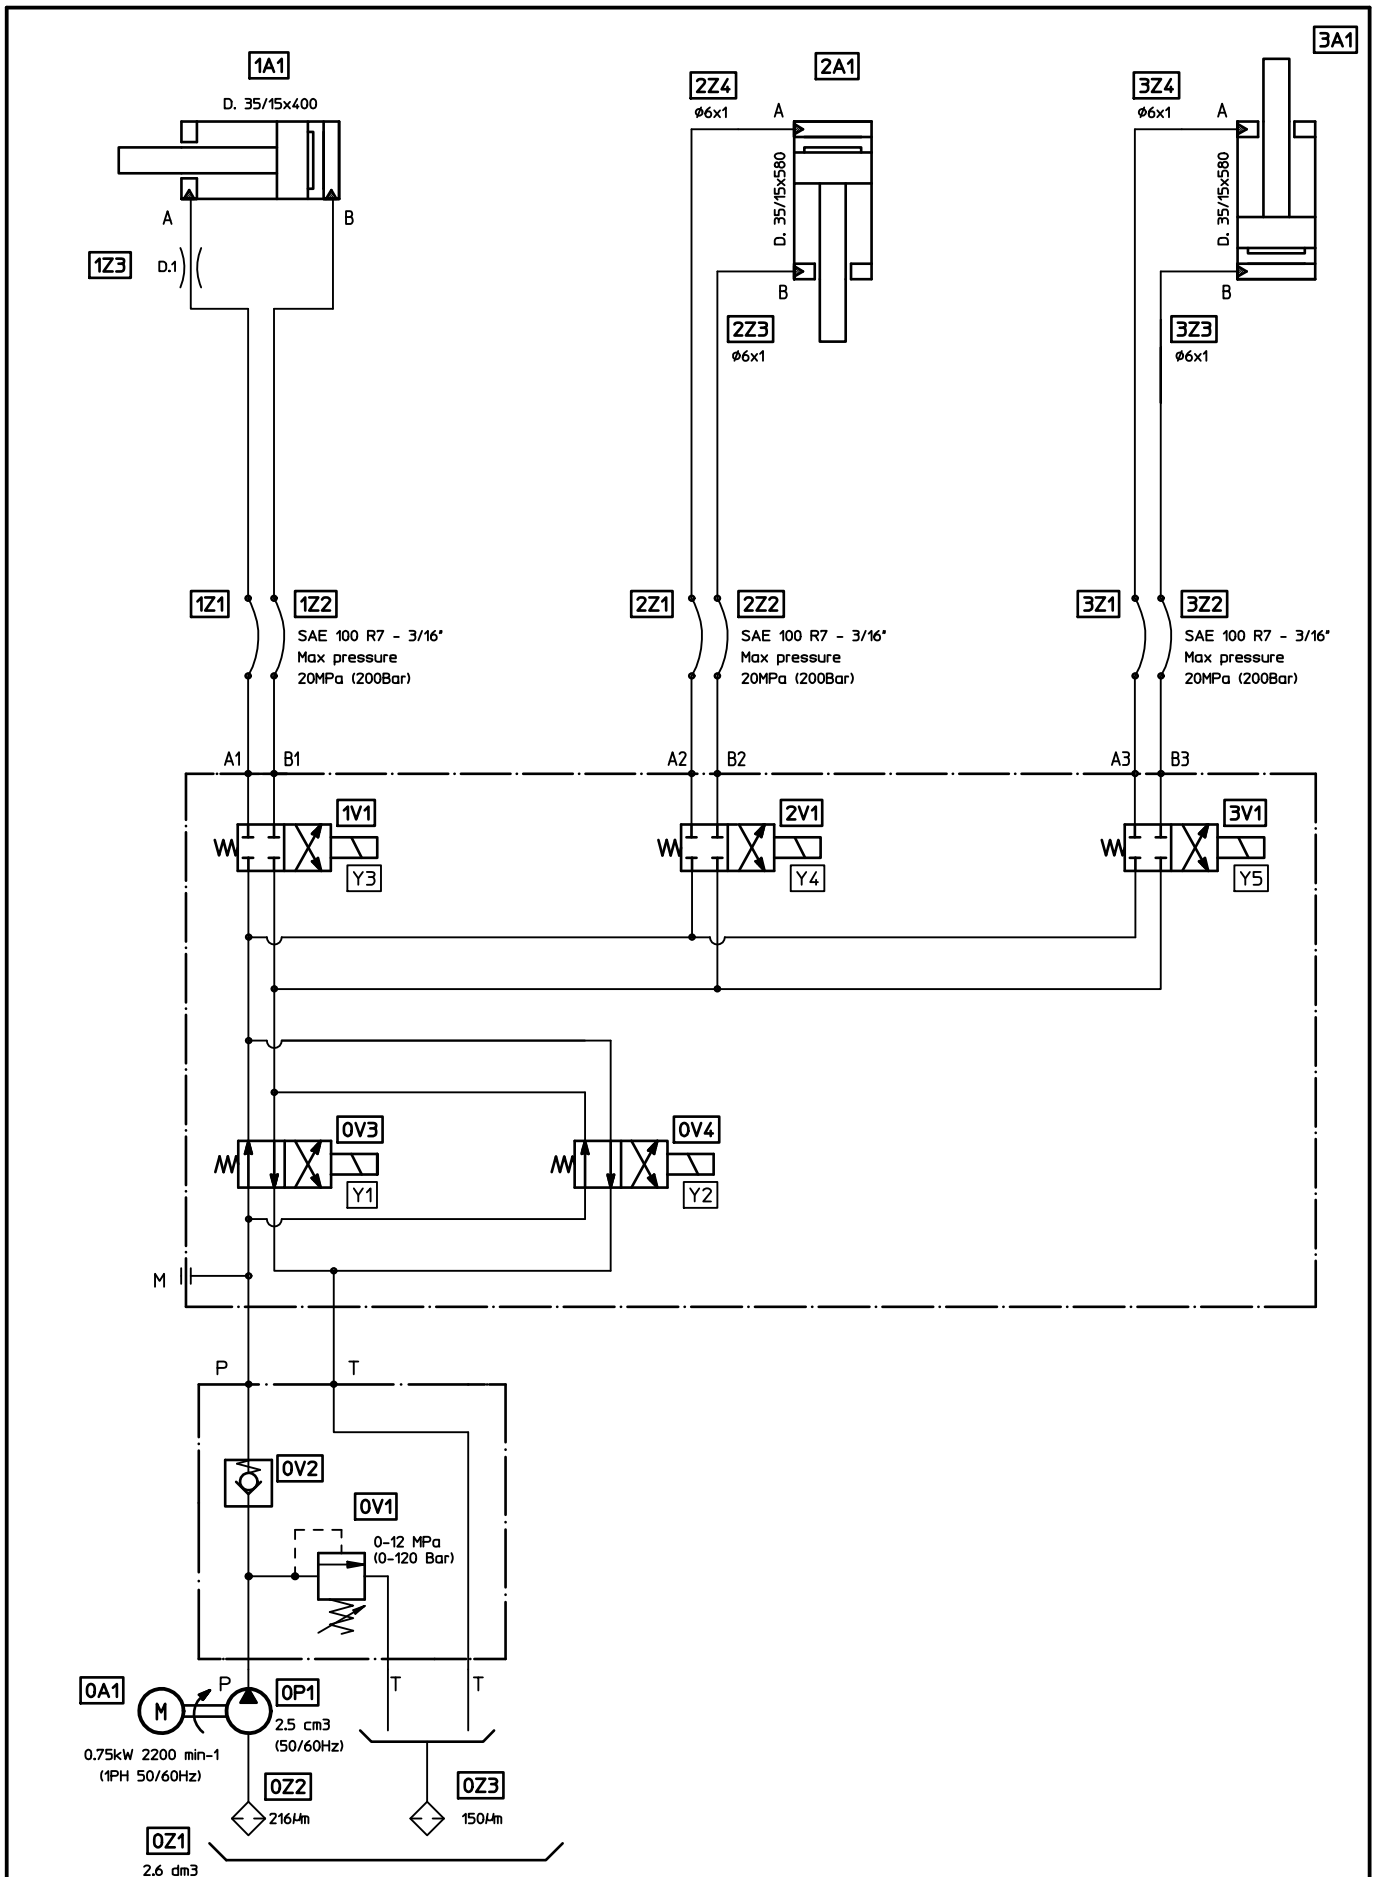 1A1
D. 35/15x400
A
B
1Z3
D.1
2Z4
ø6x1
A
2A1
D. 35/15x580
B
2Z3
ø6x1
3Z4
ø6x1
A
3A1
D. 35/15x580
B
3Z3
ø6x1
1Z1
1Z2
SAE 100 R7 - 3/16"
Max pressure
20MPa (200Bar)
2Z1
2Z2
SAE 100 R7 - 3/16"
Max pressure
20MPa (200Bar)
3Z1
3Z2
SAE 100 R7 - 3/16"
Max pressure
20MPa (200Bar)
A1
B1
A2
B2
A3
B3
1V1
Y3
2V1
Y4
3V1
Y5
0V3
Y1
0V4
Y2
M
P
T
0V2
0V1
0-12 MPa
(0-120 Bar)
0A1
M
P
0P1
2.5 cm3
(50/60Hz)
T
T
0.75kW 2200 min-1
(1PH 50/60Hz)
0Z2
216µm
0Z3
150µm
0Z1
2.6 dm3